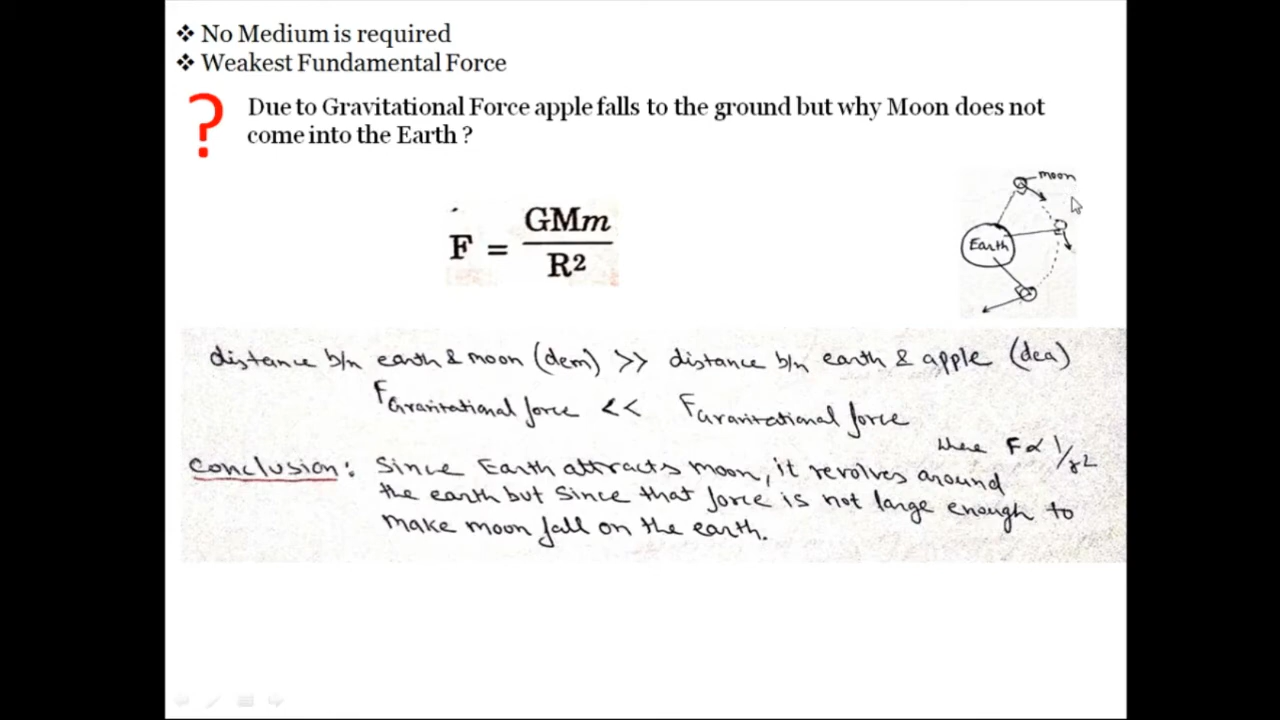 ❖ No Medium is required
❖ Weakest Fundamental Force
? Due to Gravitational Force apple falls to the ground but why Moon does not
come into the Earth ?
moon
Earth
F = GMm / R²
distance b/n earth & moon (dem) >> distance b/n earth & apple (dea)
F Gravitational force << F Gravitational force
F ∝ 1/r2
Conclusion: Since Earth attracts moon, it revolves around
the earth but since that force is not large enough to
make moon fall on the earth.